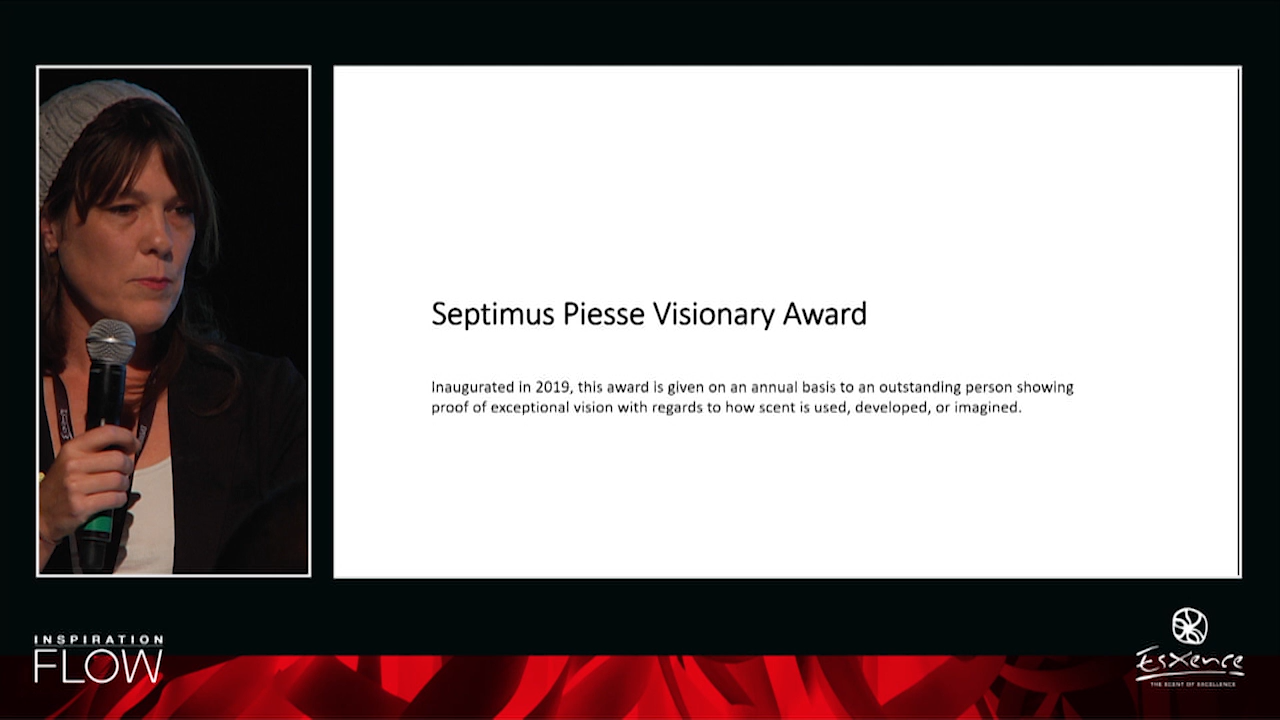 Septimus Piesse Visionary Award
Inaugurated in 2019, this award is given on an annual basis to an outstanding person showing
proof of exceptional vision with regards to how scent is used, developed, or imagined.
INSPIRATION
FLOW
Esxence
THE SCENT OF EXCELLENCE